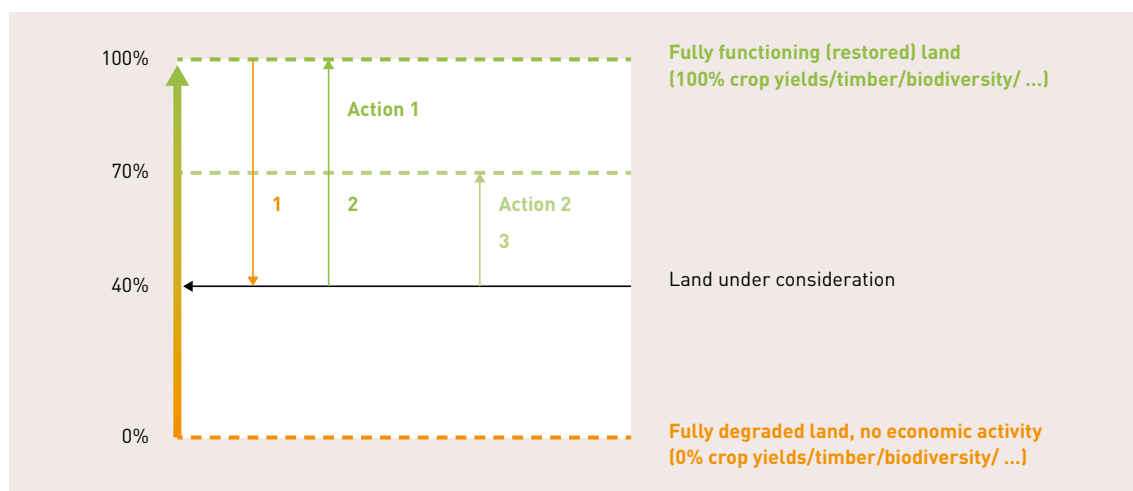 100%
Fully functioning (restored) land
(100% crop yields/timber/biodiversity/ ...)
Action 1
70%
1
2
Action 2
3
40%
Land under consideration
0%
Fully degraded land, no economic activity
(0% crop yields/timber/biodiversity/ ...)